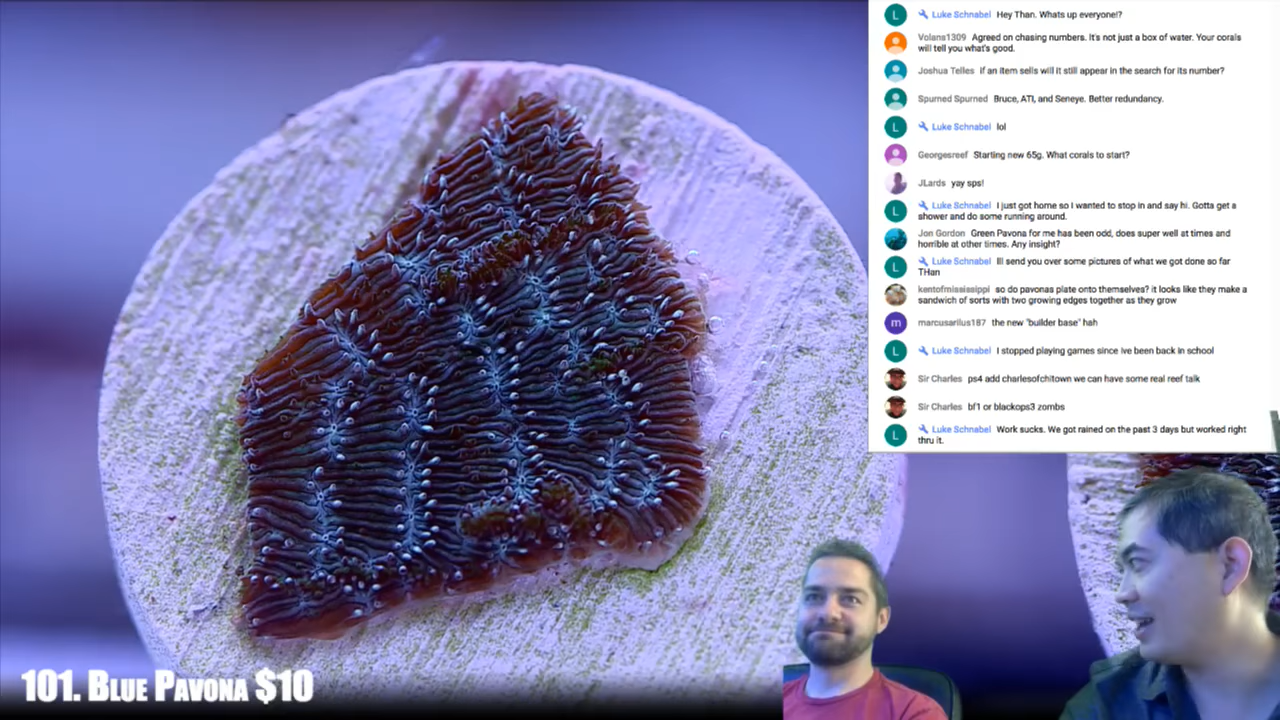 L Luke Schnabel Hey Than. Whats up everyone!?
Volans1309 Agreed on chasing numbers. It's not just a box of water. Your corals
will tell you what's good.
Joshua Telles if an item sells will it still appear in the search for its number?
Spurned Spurned Bruce, ATI, and Seneye. Better redundancy.
L Luke Schnabel lol
Georgesreef Starting new 65g. What corals to start?
JLards yay sps!
L Luke Schnabel I just got home so I wanted to stop in and say hi. Gotta get a
shower and do some running around.
Jon Gordon Green Pavona for me has been odd, does super well at times and
horrible at other times. Any insight?
L Luke Schnabel Ill send you over some pictures of what we got done so far
THan
kentofmississippi so do pavonas plate onto themselves? it looks like they make a
sandwich of sorts with two growing edges together as they grow
m marcusarilus187 the new "builder base" hah
L Luke Schnabel I stopped playing games since ive been back in school
Sir Charles ps4 add charlesofchitown we can have some real reef talk
Sir Charles bf1 or blackops3 zombs
L Luke Schnabel Work sucks. We got rained on the past 3 days but worked right
thru it.
101. Blue Pavona $10